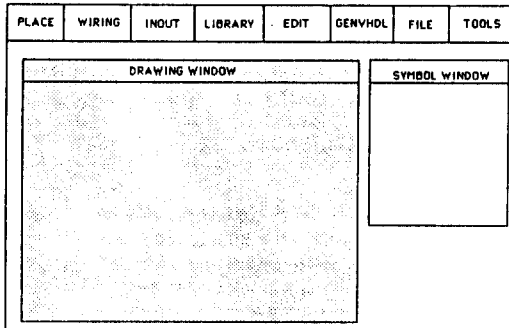 PLACE WIRING INOUT LIBRARY EDIT GENVHDL FILE TOOLS
DRAWING WINDOW
SYMBOL WINDOW